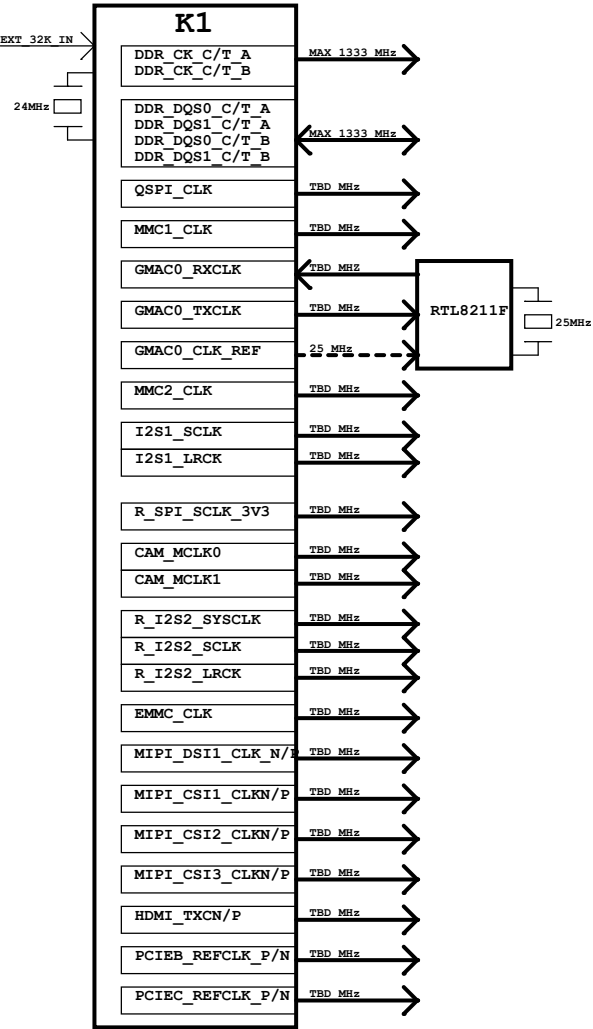 K1
EXT_32K_IN
DDR_CK_C/T_A MAX 1333 MHz
DDR_CK_C/T_B
24MHz
DDR_DQS0_C/T_A
DDR_DQS1_C/T_A
DDR_DQS0_C/T_B MAX 1333 MHz
DDR_DQS1_C/T_B
QSPI_CLK TBD MHz
MMC1_CLK TBD MHz
GMAC0_RXCLK TBD MHZ
GMAC0_TXCLK TBD MHz RTL8211F 25MHz
GMAC0_CLK_REF 25 MHz
MMC2_CLK TBD MHz
I2S1_SCLK TBD MHz
I2S1_LRCK TBD MHz
R_SPI_SCLK_3V3 TBD MHz
CAM_MCLK0 TBD MHz
CAM_MCLK1 TBD MHz
R_I2S2_SYSCLK TBD MHz
R_I2S2_SCLK TBD MHz
R_I2S2_LRCK TBD MHz
EMMC_CLK TBD MHz
MIPI_DSI1_CLK_N/P TBD MHz
MIPI_CSI1_CLKN/P TBD MHz
MIPI_CSI2_CLKN/P TBD MHz
MIPI_CSI3_CLKN/P TBD MHz
HDMI_TXCN/P TBD MHz
PCIEB_REFCLK_P/N TBD MHz
PCIEC_REFCLK_P/N TBD MHz